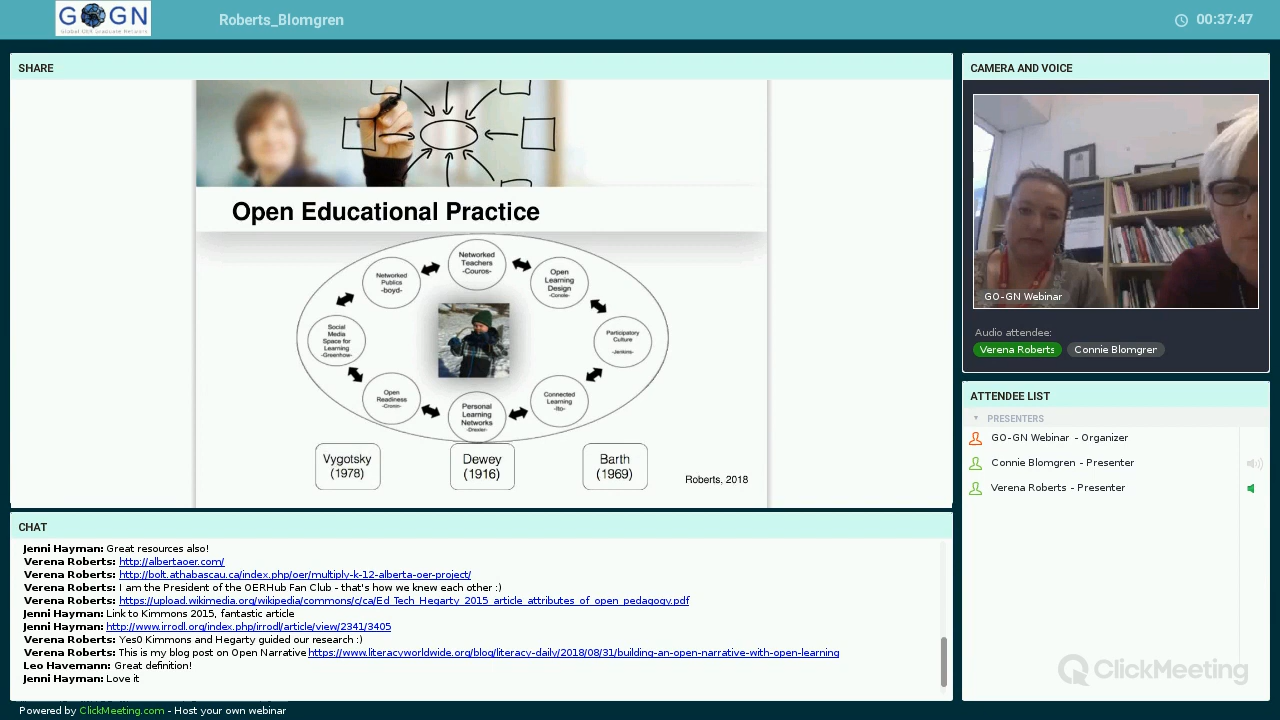 GOGN
Global OER Graduate Network
Roberts_Blomgren
00:37:47
SHARE
Open Educational Practice
Networked
Teachers
-Couros-
Networked
Publics
-boyd-
Open
Learning
Design
-Conole-
Social
Media
Space for
Learning
-Greenhow-
Participatory
Culture
-Jenkins-
Open
Readiness
-Cronin-
Personal
Learning
Networks
-Drexler-
Connected
Learning
-Ito-
Vygotsky
(1978)
Dewey
(1916)
Barth
(1969)
Roberts, 2018
CAMERA AND VOICE
GO-GN Webinar
Audio attendee:
Verena Roberts
Connie Blomgren
ATTENDEE LIST
PRESENTERS
GO-GN Webinar - Organizer
Connie Blomgren - Presenter
Verena Roberts - Presenter
ClickMeeting
CHAT
Jenni Hayman: Great resources also!
Verena Roberts: http://albertaoer.com/
Verena Roberts: http://bolt.athabascau.ca/index.php/oer/multiply-k-12-alberta-oer-project/
Verena Roberts: I am the President of the OERHub Fan Club - that's how we knew each other :)
Verena Roberts: https://upload.wikimedia.org/wikipedia/commons/c/ca/Ed_Tech_Hegarty_2015_article_attributes_of_open_pedagogy.pdf
Jenni Hayman: Link to Kimmons 2015, fantastic article
Jenni Hayman: http://www.irrodl.org/index.php/irrodl/article/view/2341/3405
Verena Roberts: Yes0 Kimmons and Hegarty guided our research :)
Verena Roberts: This is my blog post on Open Narrative https://www.literacyworldwide.org/blog/literacy-daily/2018/08/31/building-an-open-narrative-with-open-learning
Leo Havemann: Great definition!
Jenni Hayman: Love it
Powered by ClickMeeting.com - Host your own webinar